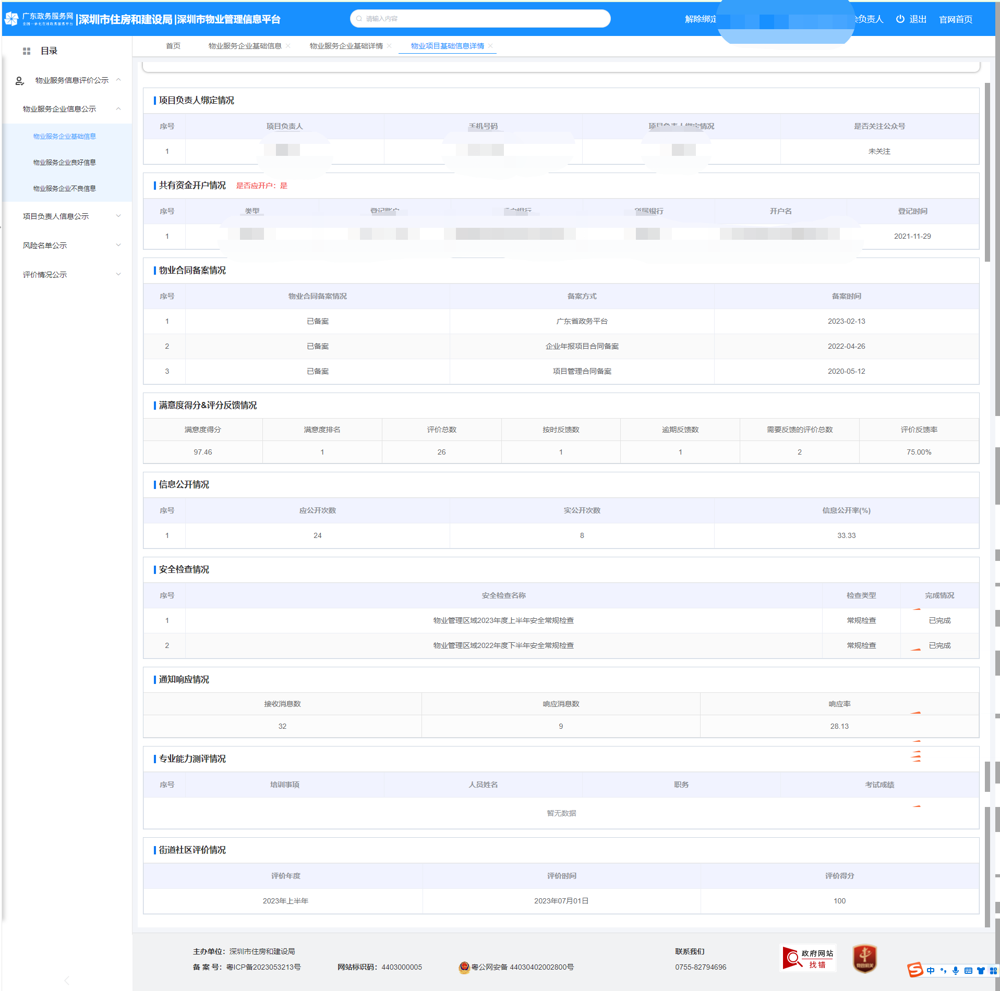 广东政务服务网
全国一体化在线政务服务平台
深圳市住房和建设局 | 深圳市物业管理信息平台
请输入内容
解除绑定
负责人
退出
官网首页
目录
物业服务信息评价公示
物业服务企业信息公示
物业服务企业基础信息
物业服务企业良好信息
物业服务企业不良信息
项目负责人信息公示
风险名单公示
评价情况公示
首页
物业服务企业基础信息
物业服务企业基础详情
物业项目基础信息详情
项目负责人绑定情况
序号 项目负责人 手机号码 项目负责人绑定情况 是否关注公众号
1 未关注
共有资金开户情况 是否应开户：是
序号 类型 登记账户 开户银行 所属银行 开户名 登记时间
1 2021-11-29
物业合同备案情况
序号 物业合同备案情况 备案方式 备案时间
1 已备案 广东省政务平台 2023-02-13
2 已备案 企业年报项目合同备案 2022-04-26
3 已备案 项目管理合同备案 2020-05-12
满意度得分&评分反馈情况
满意度得分 满意度排名 评价总数 按时反馈数 逾期反馈数 需要反馈的评价总数 评价反馈率
97.46 1 26 1 1 2 75.00%
信息公开情况
序号 应公开次数 实公开次数 信息公开率(%)
1 24 8 33.33
安全检查情况
序号 安全检查名称 检查类型 完成情况
1 物业管理区域2023年度上半年安全常规检查 常规检查 已完成
2 物业管理区域2022年度下半年安全常规检查 常规检查 已完成
通知响应情况
接收消息数 响应消息数 响应率
32 9 28.13
专业能力测评情况
序号 培训事项 人员姓名 职务 考试成绩
暂无数据
街道社区评价情况
评价年度 评价时间 评价得分
2023年上半年 2023年07月01日 100
主办单位：深圳市住房和建设局
备 案 号：粤ICP备2023053213号
网站标识码：4403000005
粤公网安备 44030402002800号
联系我们
0755-82794696
政府网站
找错
党政机关
中